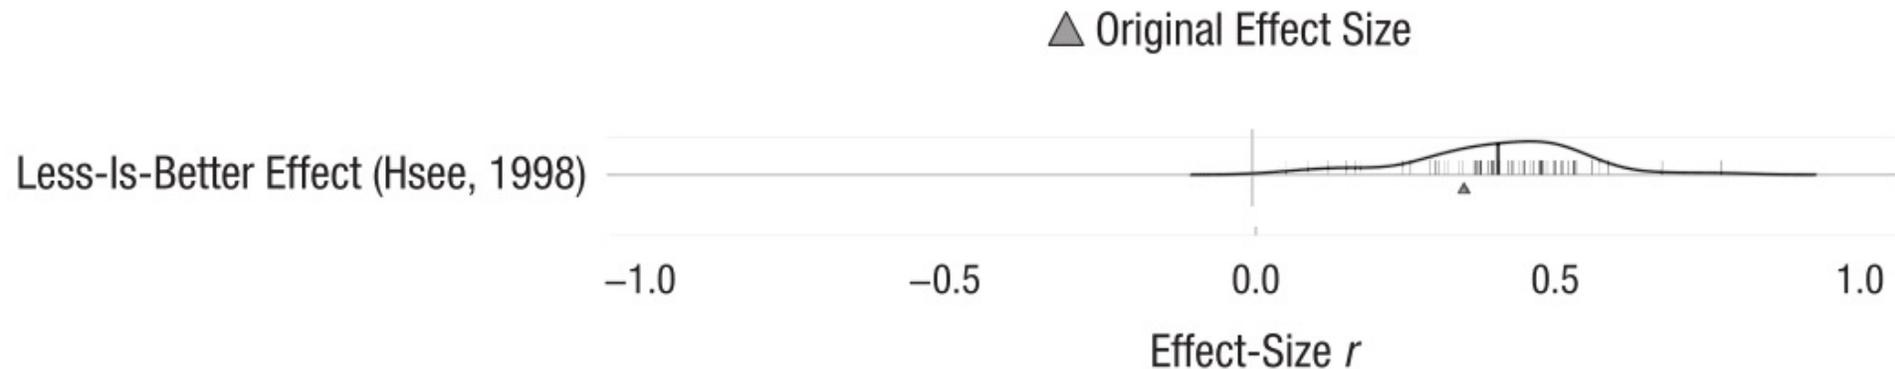 Original Effect Size
Less-Is-Better Effect (Hsee, 1998)
−1.0 −0.5 0.0 0.5 1.0
Effect-Size r